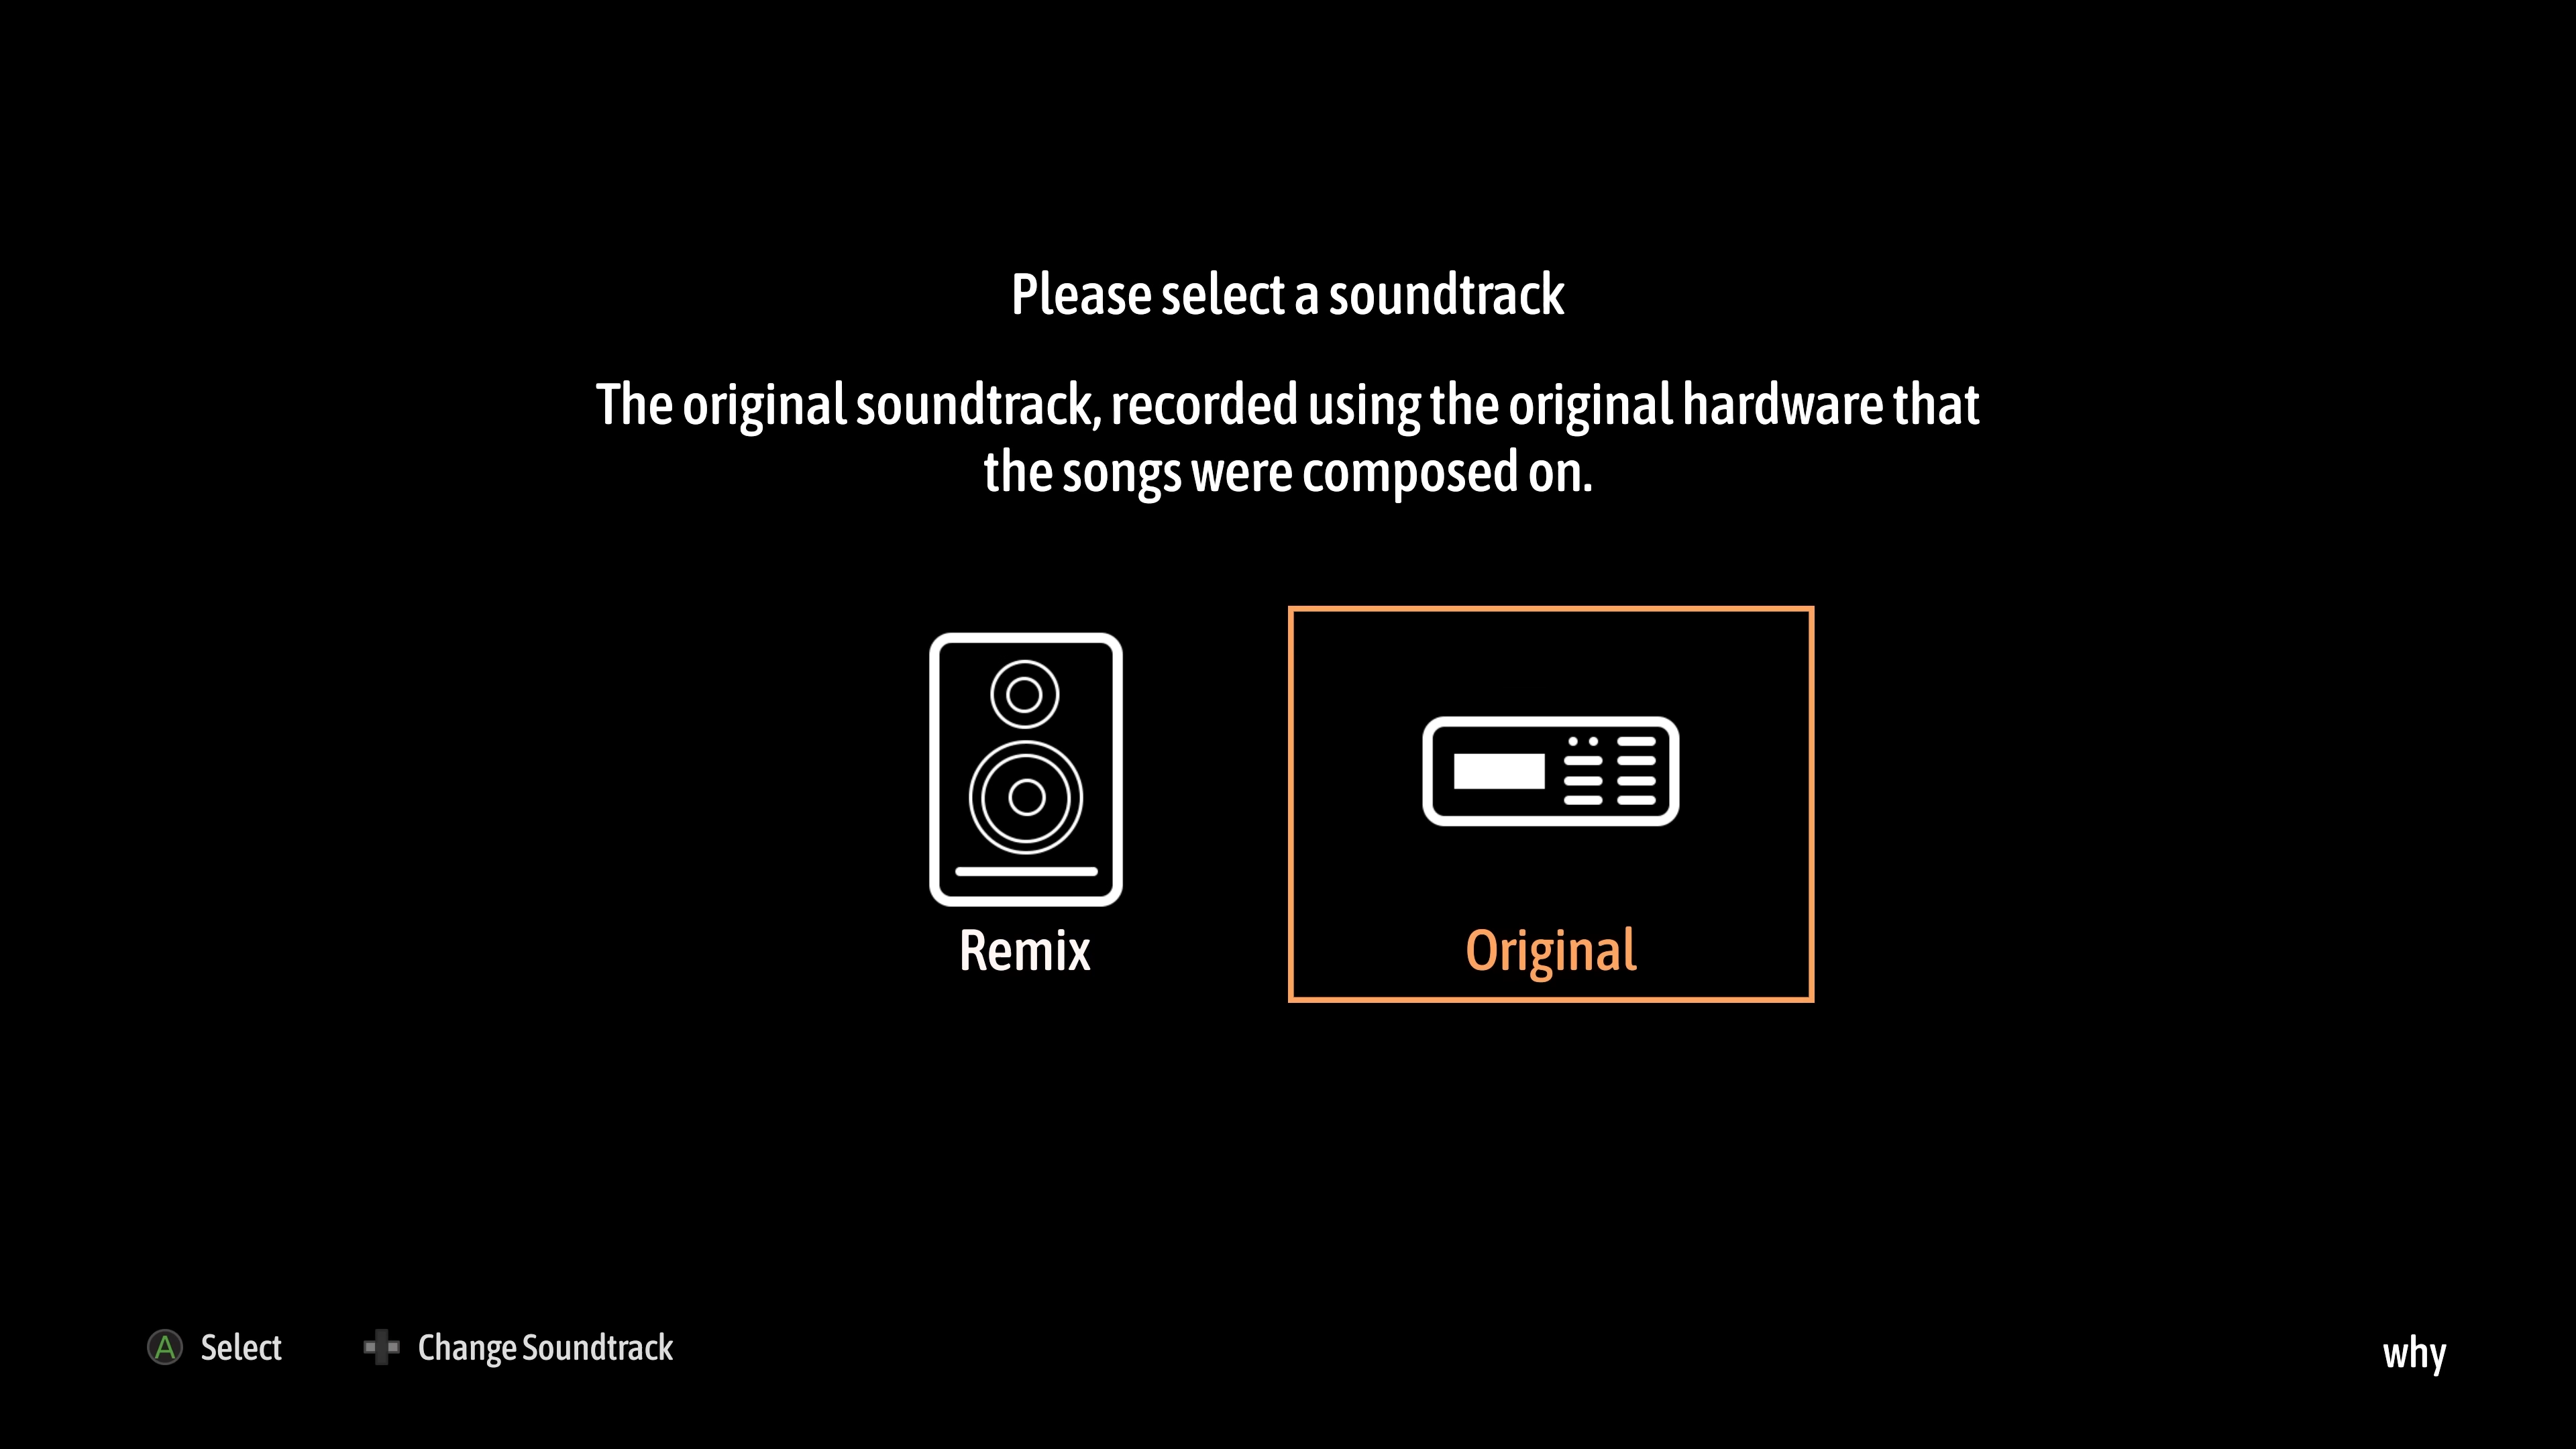 Please select a soundtrack
The original soundtrack, recorded using the original hardware that
the songs were composed on.
Remix
Original
A Select
Change Soundtrack
why